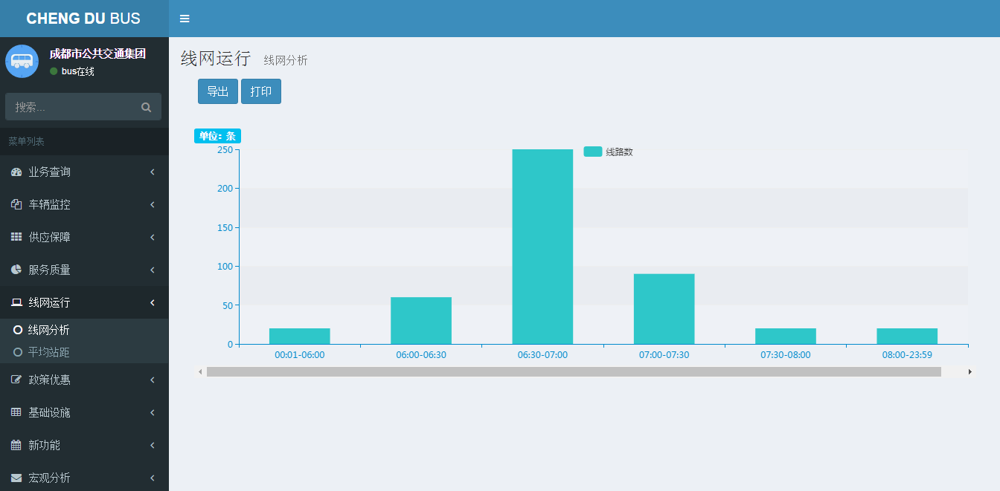 CHENG DU BUS
成都市公共交通集团
bus在线
搜索...
菜单列表
业务查询
车辆监控
供应保障
服务质量
线网运行
线网分析
平均站距
政策优惠
基础设施
新功能
宏观分析
线网运行 线网分析
导出 打印
单位: 条
线路数
250
200
150
100
50
0
00:01-06:00 06:00-06:30 06:30-07:00 07:00-07:30 07:30-08:00 08:00-23:59